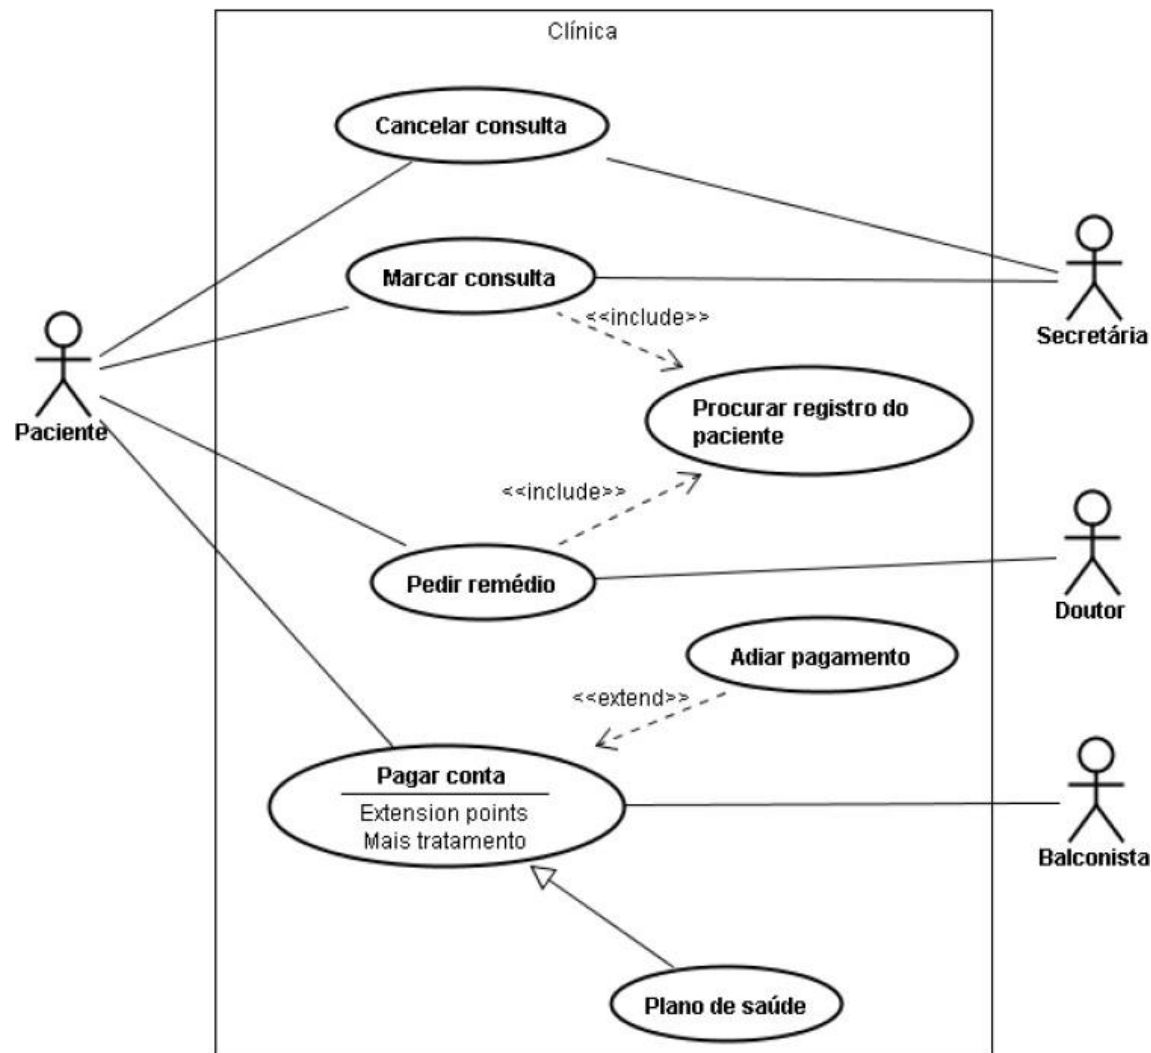 Clínica
Cancelar consulta
Marcar consulta
<<include>>
Secretária
Paciente
Procurar registro do
paciente
<<include>>
Pedir remédio
Doutor
Adiar pagamento
<<extend>>
Pagar conta
Extension points
Mais tratamento
Balconista
Plano de saúde